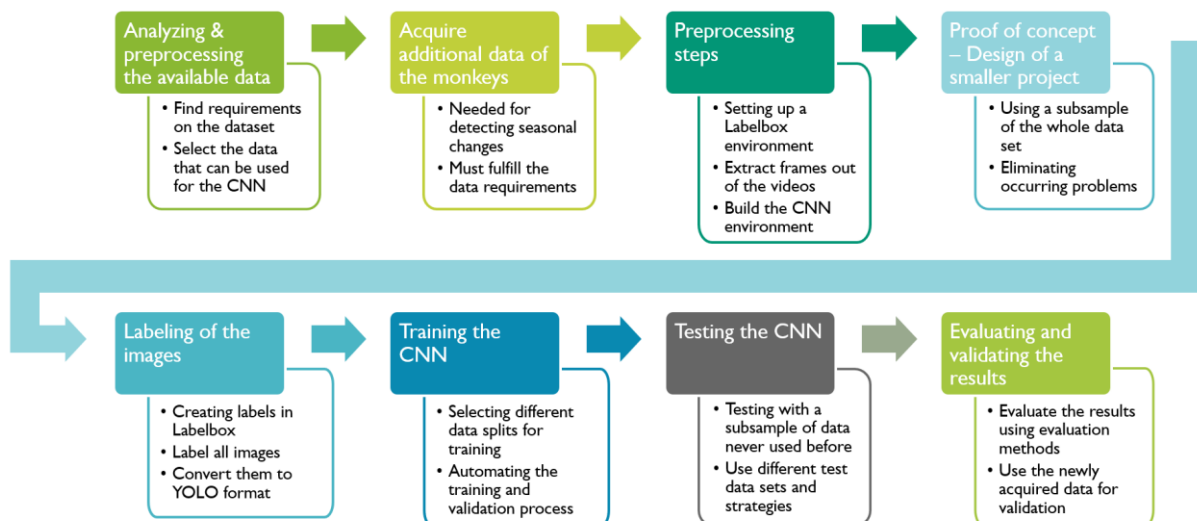 Analyzing &
preprocessing
the available data
• Find requirements
on the dataset
• Select the data
that can be used
for the CNN
Acquire
additional data of
the monkeys
• Needed for
detecting seasonal
changes
• Must fulfill the
data requirements
Preprocessing
steps
• Setting up a
Labelbox
environment
• Extract frames out
of the videos
• Build the CNN
environment
Proof of concept
– Design of a
smaller project
• Using a subsample
of the whole data
set
• Eliminating
occurring problems
Labeling of the
images
• Creating labels in
Labelbox
• Label all images
• Convert them to
YOLO format
Training the
CNN
• Selecting different
data splits for
training
• Automating the
training and
validation process
Testing the CNN
• Testing with a
subsample of data
never used before
• Use different test
data sets and
strategies
Evaluating and
validating the
results
• Evaluate the results
using evaluation
methods
• Use the newly
acquired data for
validation